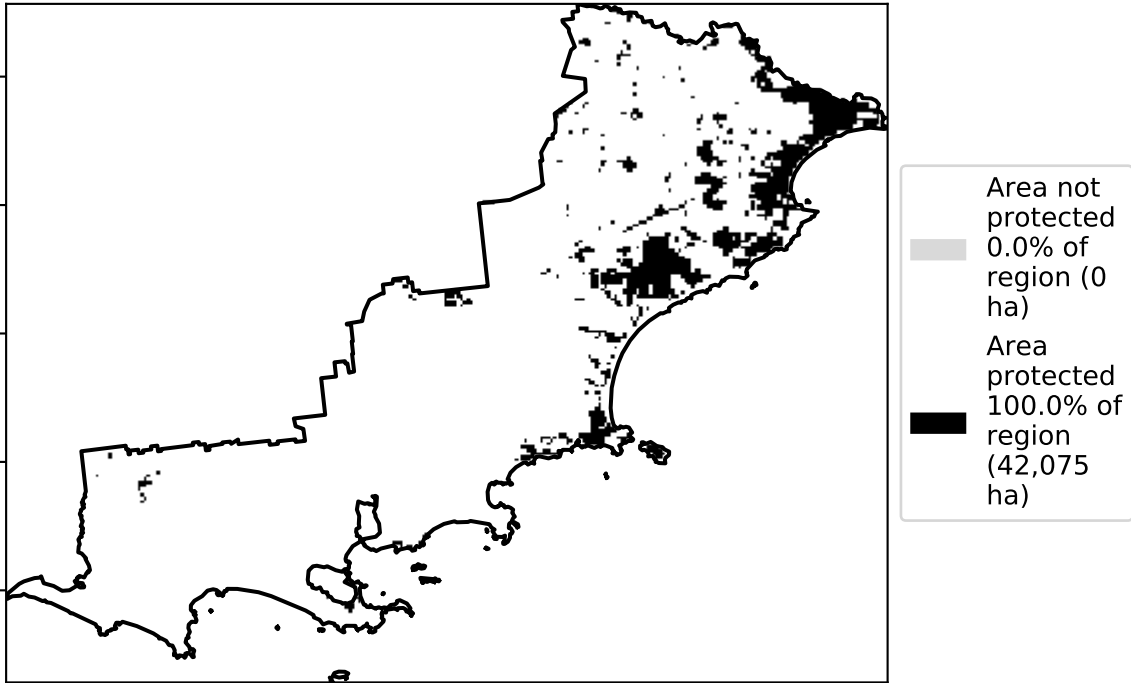 Area not
protected
0.0% of
region (0
ha)
Area
protected
100.0% of
region
(42,075
ha)